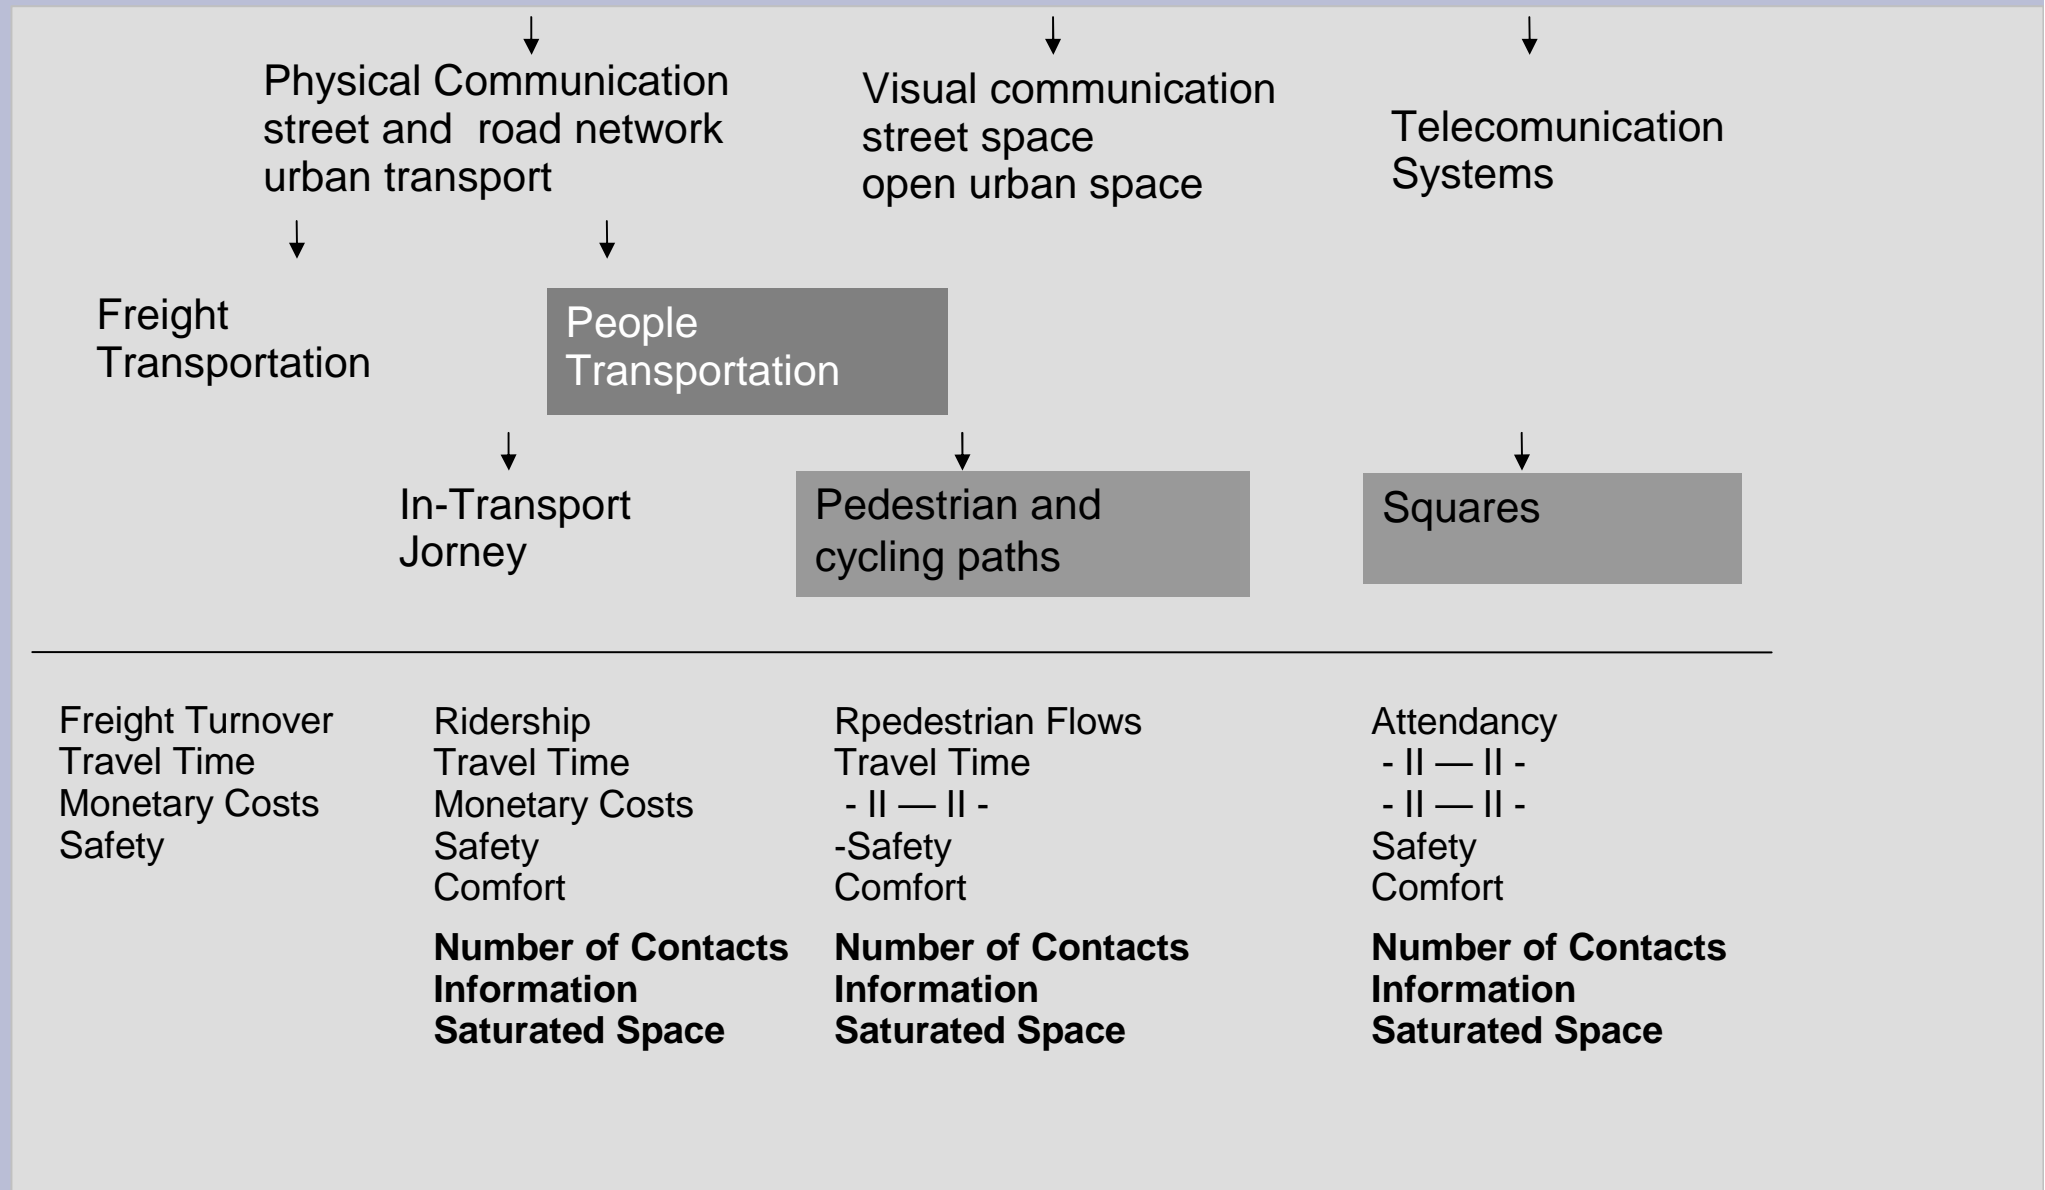 Physical Communication
street and road network
urban transport
Visual communication
street space
open urban space
Telecomunication
Systems
Freight
Transportation
People
Transportation
In-Transport
Jorney
Pedestrian and
cycling paths
Squares
Freight Turnover
Travel Time
Monetary Costs
Safety
Ridership
Travel Time
Monetary Costs
Safety
Comfort
Number of Contacts
Information
Saturated Space
Rpedestrian Flows
Travel Time
- II — II -
-Safety
Comfort
Number of Contacts
Information
Saturated Space
Attendancy
- II — II -
- II — II -
Safety
Comfort
Number of Contacts
Information
Saturated Space